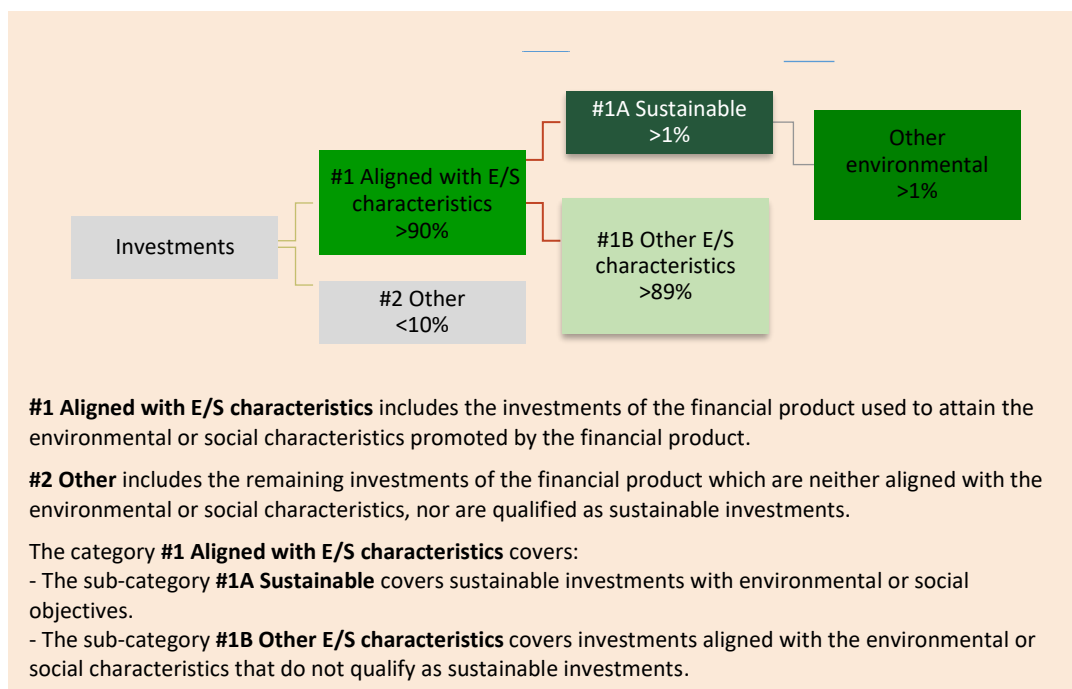 #1A Sustainable
>1%
Other
environmental
>1%
#1 Aligned with E/S
characteristics
>90%
Investments
#1B Other E/S
characteristics
>89%
#2 Other
<10%
#1 Aligned with E/S characteristics includes the investments of the financial product used to attain the
environmental or social characteristics promoted by the financial product.
#2 Other includes the remaining investments of the financial product which are neither aligned with the
environmental or social characteristics, nor are qualified as sustainable investments.
The category #1 Aligned with E/S characteristics covers:
- The sub-category #1A Sustainable covers sustainable investments with environmental or social
objectives.
- The sub-category #1B Other E/S characteristics covers investments aligned with the environmental or
social characteristics that do not qualify as sustainable investments.